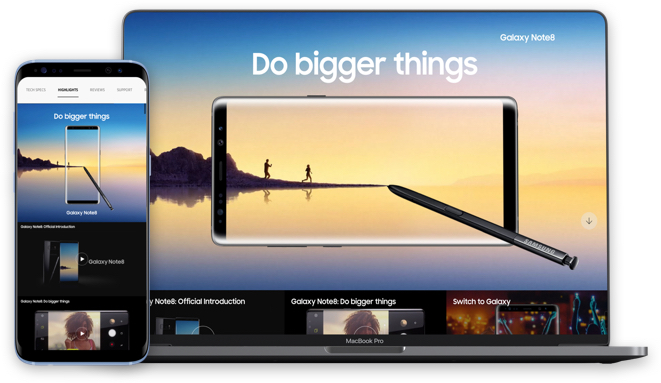 TECH SPECS HIGHLIGHTS REVIEWS SUPPORT
Do bigger things
Galaxy Note8
Galaxy Note8: Official Introduction
Galaxy Note8
Galaxy Note8: Do bigger things
Galaxy Note8
Do bigger things
SAMSUNG
y Note8: Official Introduction
Galaxy Note8: Do bigger things
Switch to Galaxy
MacBook Pro